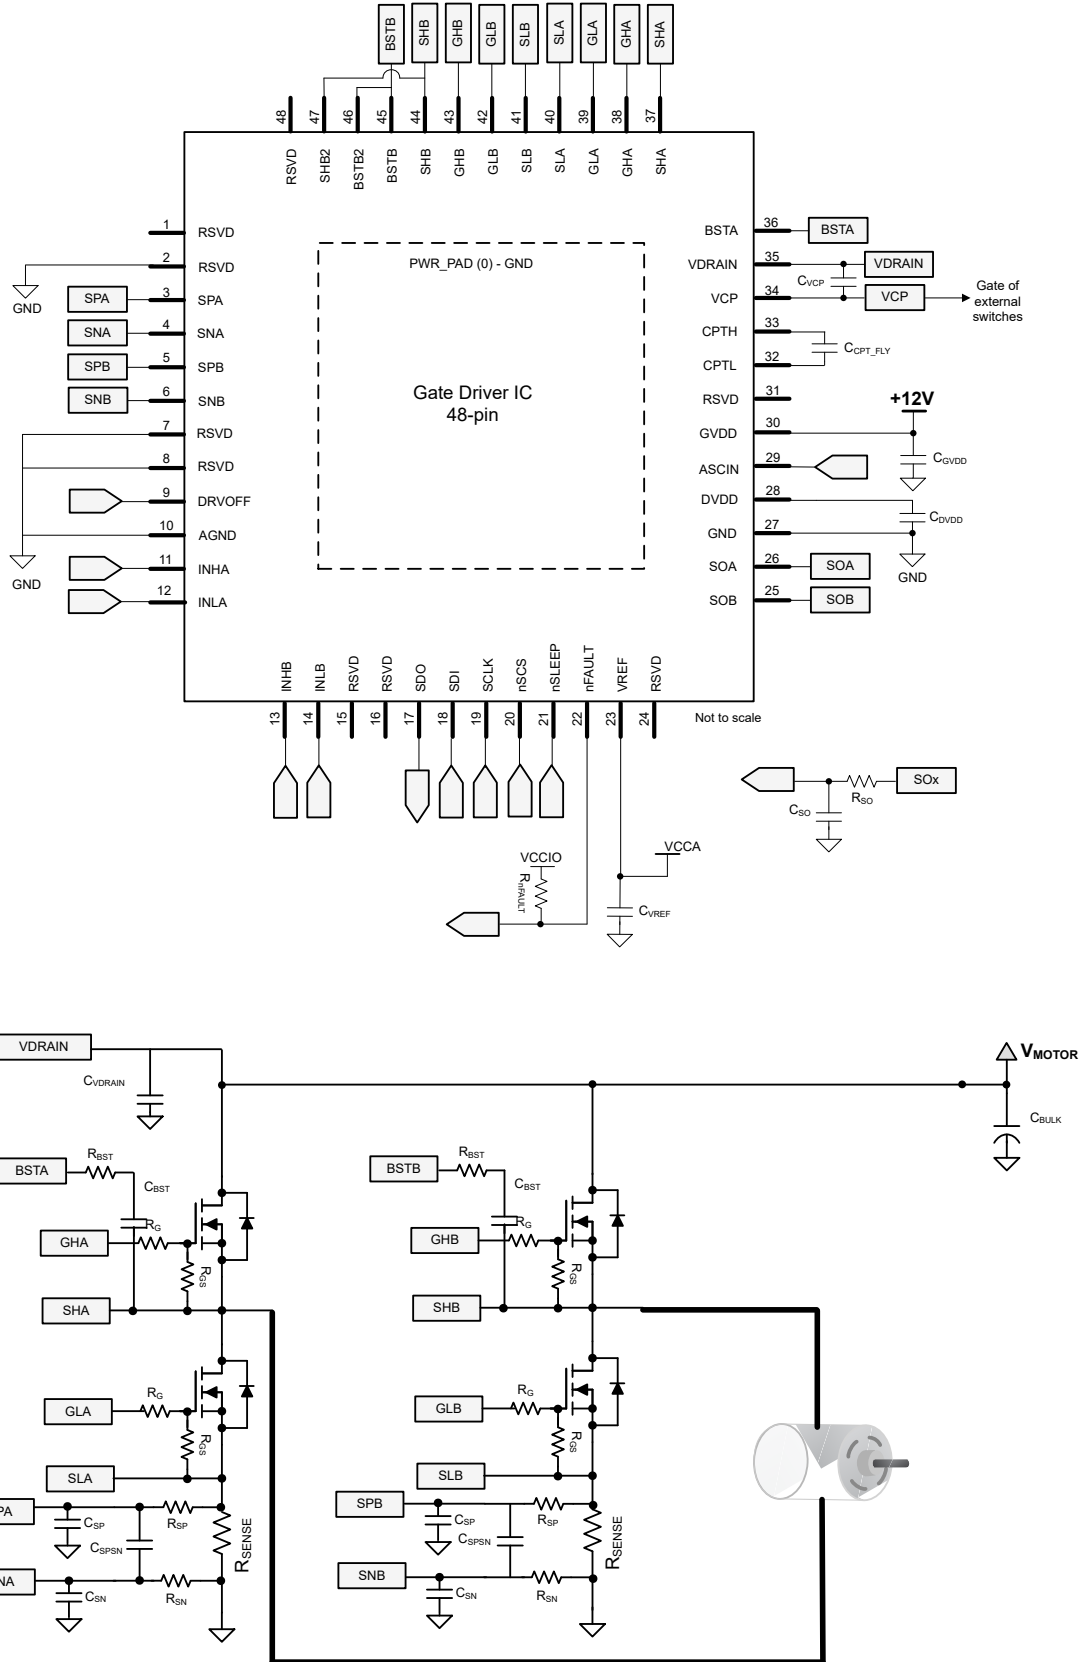 BSTB
SHB
GHB
GLB
SLB
SLA
GLA
GHA
SHA
48
47
46
45
44
43
42
41
40
39
38
37
RSVD
SHB2
BSTB2
BSTB
SHB
GHB
GLB
SLB
SLA
GLA
GHA
SHA
1
RSVD
2
RSVD
GND
SPA
3
SPA
SNA
4
SNA
SPB
5
SPB
SNB
6
SNB
7
RSVD
8
RSVD
9
DRVOFF
10
AGND
GND
11
INHA
12
INLA
PWR_PAD (0) - GND
Gate Driver IC
48-pin
BSTA
36
BSTA
VDRAIN
35
VDRAIN
CVCP
VCP
34
VCP
Gate of
external
switches
CPTH
33
CCPT_FLY
CPTL
32
RSVD
31
+12V
GVDD
30
CGVDD
ASCIN
29
DVDD
28
CDVDD
GND
27
GND
SOA
26
SOA
SOB
25
SOB
INHB
INLB
RSVD
RSVD
SDO
SDI
SCLK
nSCS
nSLEEP
nFAULT
VREF
RSVD
13
14
15
16
17
18
19
20
21
22
23
24
Not to scale
SOx
RSO
CSO
VCCIO
RnFAULT
VCCA
CVREF
VDRAIN
CVDRAIN
VMOTOR
CBULK
BSTA
RBST
CBST
GHA
RG
RGS
SHA
GLA
RG
RGS
SLA
PA
CSP
RSP
CSPSN
RSENSE
NA
CSN
RSN
BSTB
RBST
CBST
GHB
RG
RGS
SHB
GLB
RG
RGS
SLB
SPB
CSP
RSP
CSPSN
RSENSE
SNB
CSN
RSN